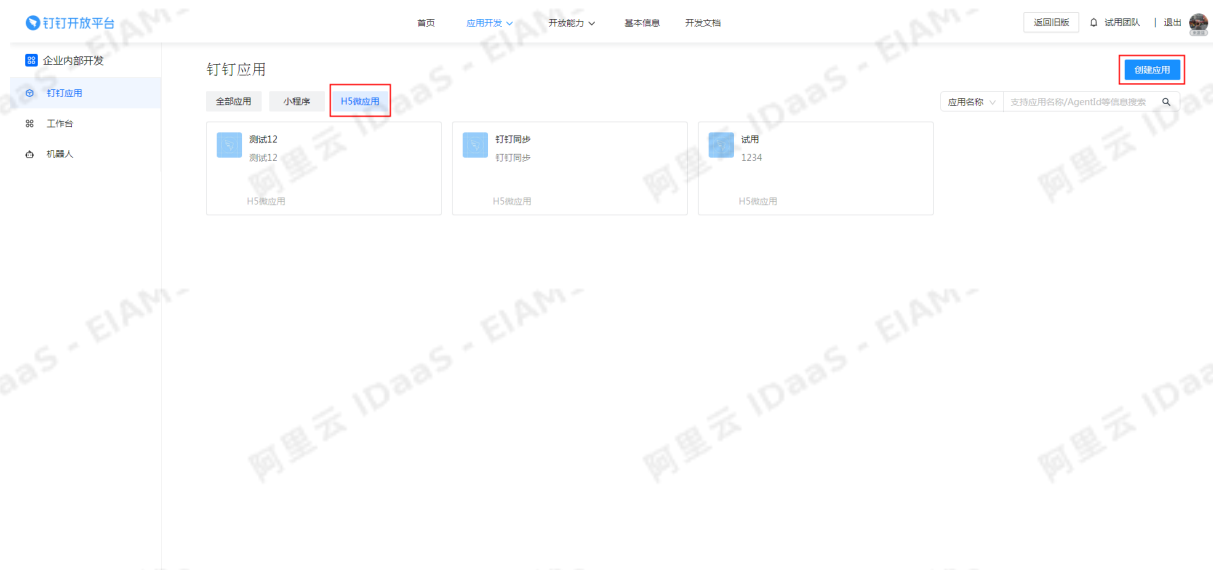 钉钉开放平台 首页 应用开发 开放能力 基本信息 开发文档 返回旧版 试用团队 | 退出
企业内部开发
钉钉应用
工作台
机器人
钉钉应用
创建应用
全部应用 小程序 H5微应用
应用名称 支持应用名称/AgentId等信息搜索
测试12
测试12
H5微应用
钉钉同步
钉钉同步
H5微应用
试用
1234
H5微应用
阿里云 IDaaS - EIAM-